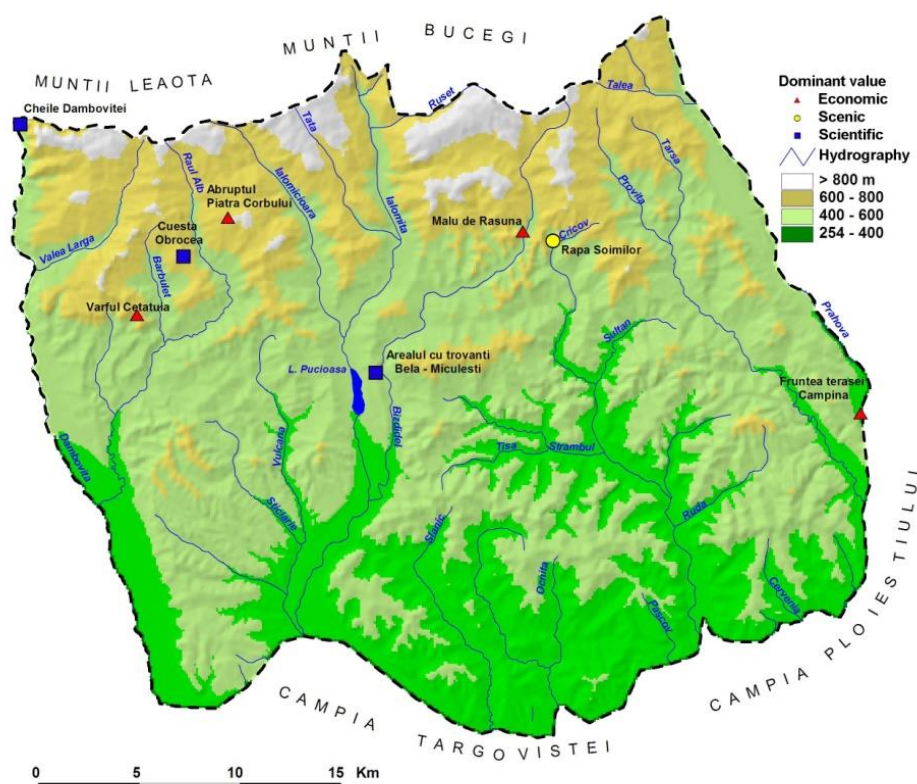 MUNTII BUCEGI
MUNTII LEAOTA
Cheile Dambovitei
Ruset
Talea
Tata
Raul Alb
Ialomicioara
Ialomita
Provita
Tarsa
Abruptul
Piatra Corbului
Malu de Rasuna
Cricov
Rapa Soimilor
Cuesta
Obrocea
Valea Larga
Barbulet
Varful Cetatuia
Prahova
Sultan
L. Pucioasa
Arealul cu trovanti
Bela - Miculesti
Fruntea terasei
Campina
Bizdidel
Vulcana
Tisa
Strambul
Dambovita
Sticlarie
Slanic
Ruda
Ocnita
Pascov
Cervenia
CAMPIA PLOIESTIULUI
CAMPIA TARGOVISTEI
Dominant value
Economic
Scenic
Scientific
Hydrography
> 800 m
600 - 800
400 - 600
254 - 400
0 5 10 15 Km